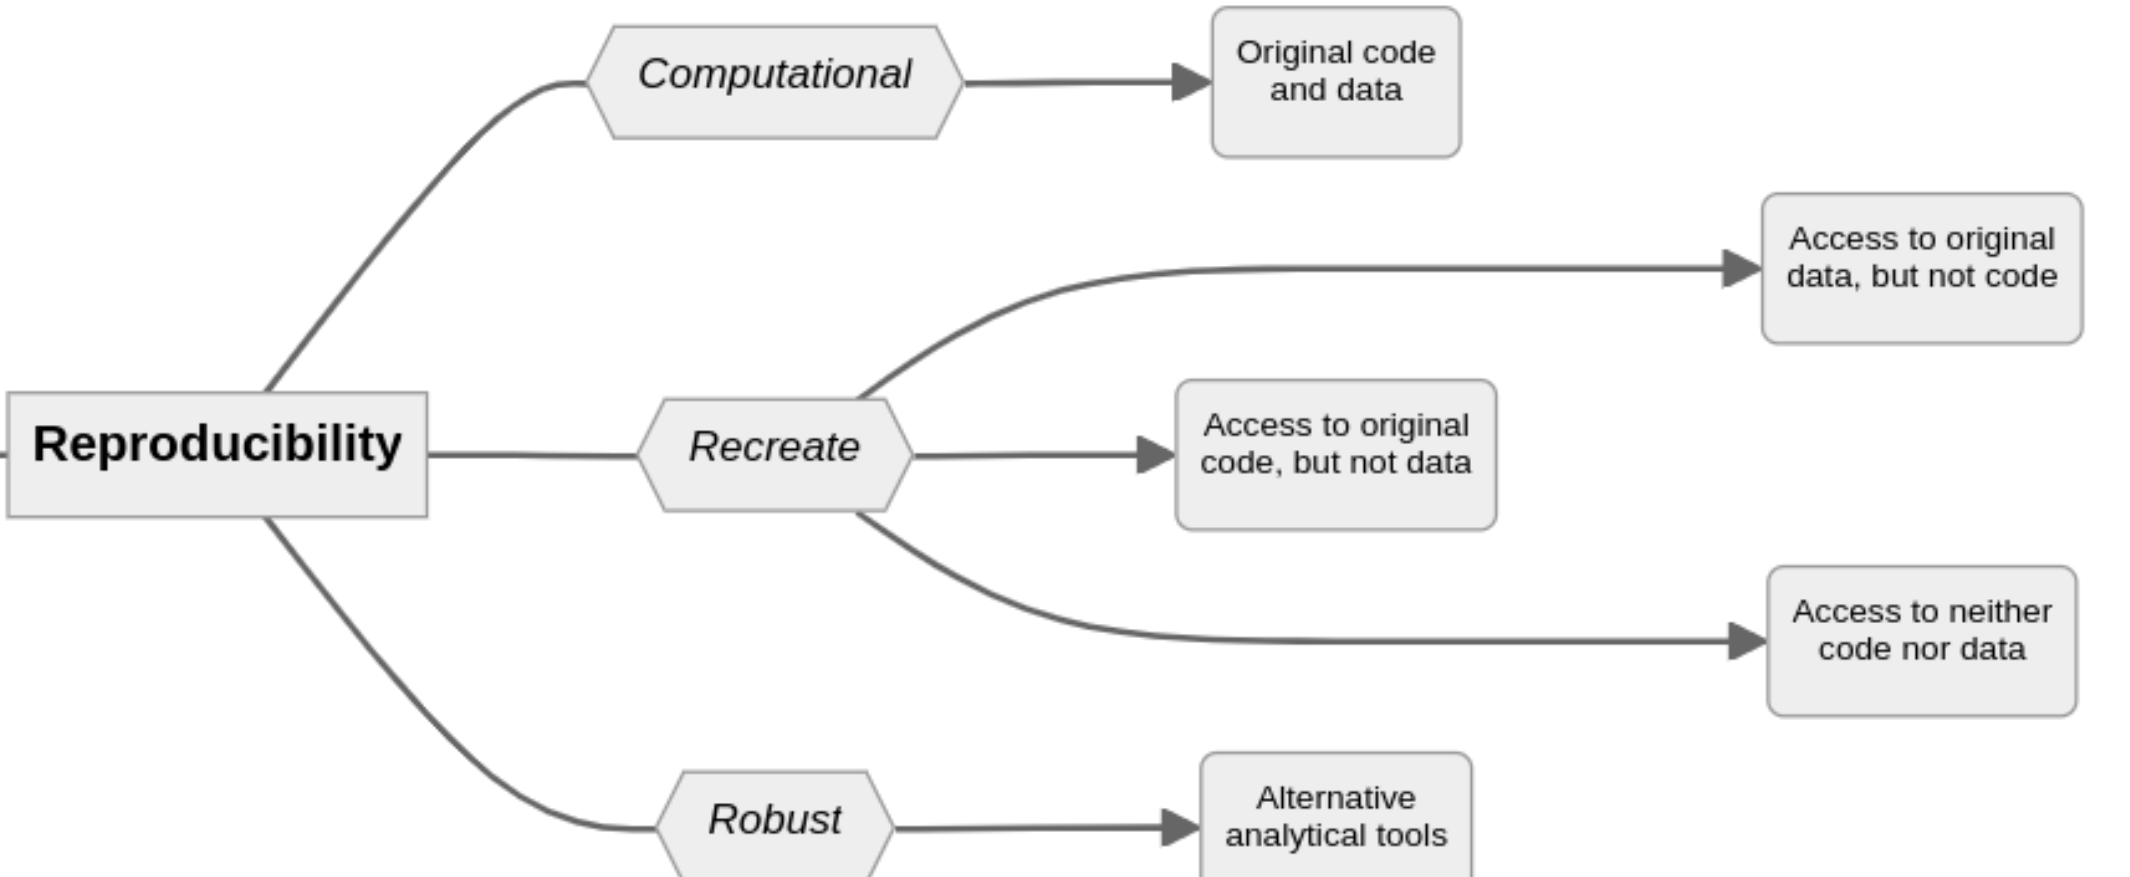 Computational
Original code
and data
Access to original
data, but not code
Reproducibility
Recreate
Access to original
code, but not data
Access to neither
code nor data
Robust
Alternative
analytical tools